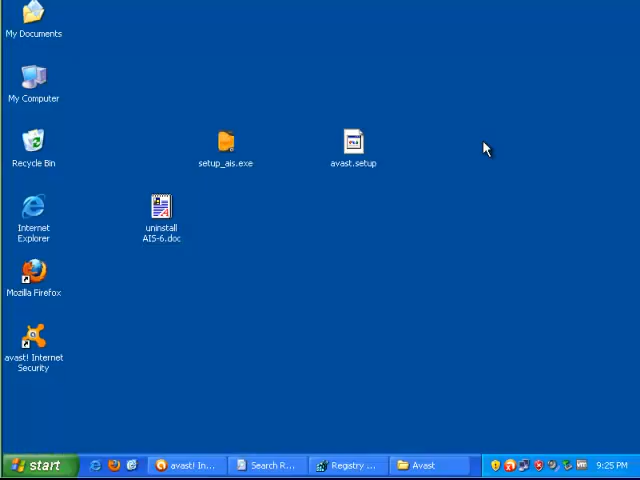 My Documents
My Computer
Recycle Bin
setup_ais.exe
avast.setup
Internet
Explorer
uninstall
AIS-6.doc
Mozilla Firefox
avast! Internet
Security
start
avast! In...
Search R...
Registry ...
Avast
9:25 PM